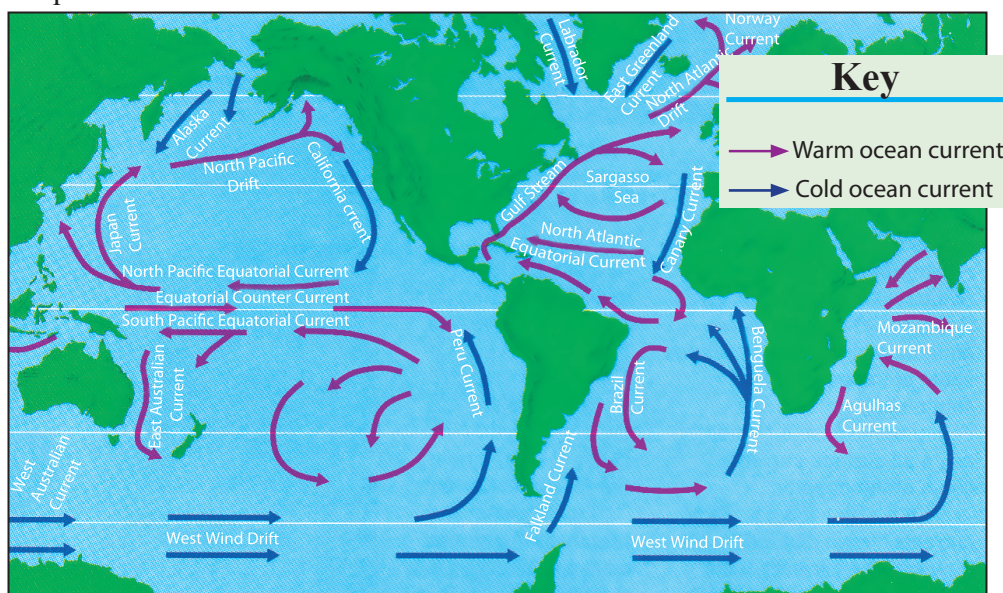 Labrador
Current
East Greenland
Current
Norway
Current
North Atlantic
Drift
Key
Warm ocean current
Cold ocean current
Alaska
Current
North Pacific
Drift
California crrent
Gulf Stream
Sargasso
Sea
Canary Current
Japan
Current
North Atlantic
Equatorial Current
North Pacific Equatorial Current
Equatorial Counter Current
South Pacific Equatorial Current
Peru Current
Mozambique
Current
East Australian
Current
Brazil
Current
Benguela Current
Agulhas
Current
West
Australian
Current
Falkland Current
West Wind Drift
West Wind Drift